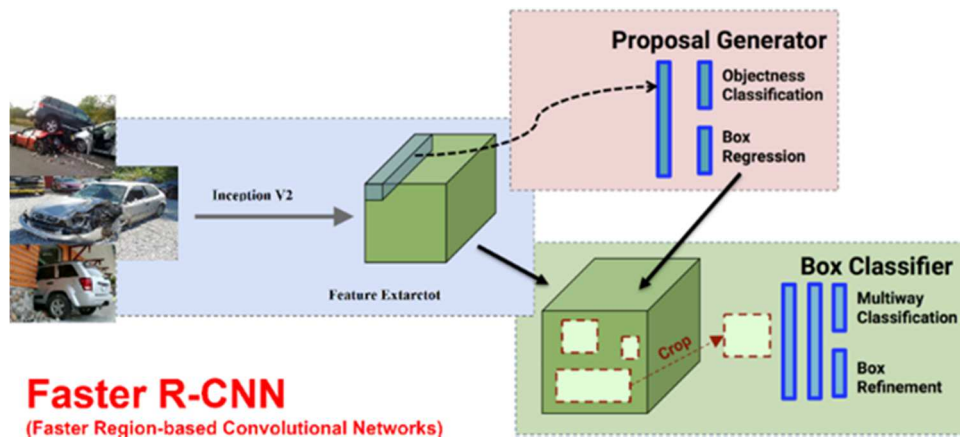 Proposal Generator
Objectness
Classification
Box
Regression
Inception V2
Feature Extarctot
Box Classifier
Multiway
Classification
Crop
Box
Refinement
Faster R-CNN
(Faster Region-based Convolutional Networks)